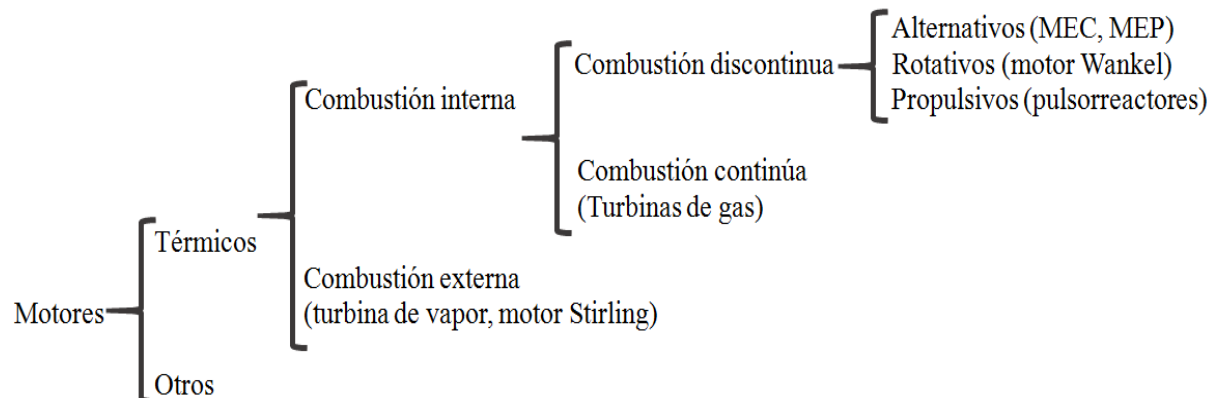 Motores
Térmicos
Otros
Combustión interna
Combustión externa
(turbina de vapor, motor Stirling)
Combustión discontinua
Combustión continúa
(Turbinas de gas)
Alternativos (MEC, MEP)
Rotativos (motor Wankel)
Propulsivos (pulsorreactores)